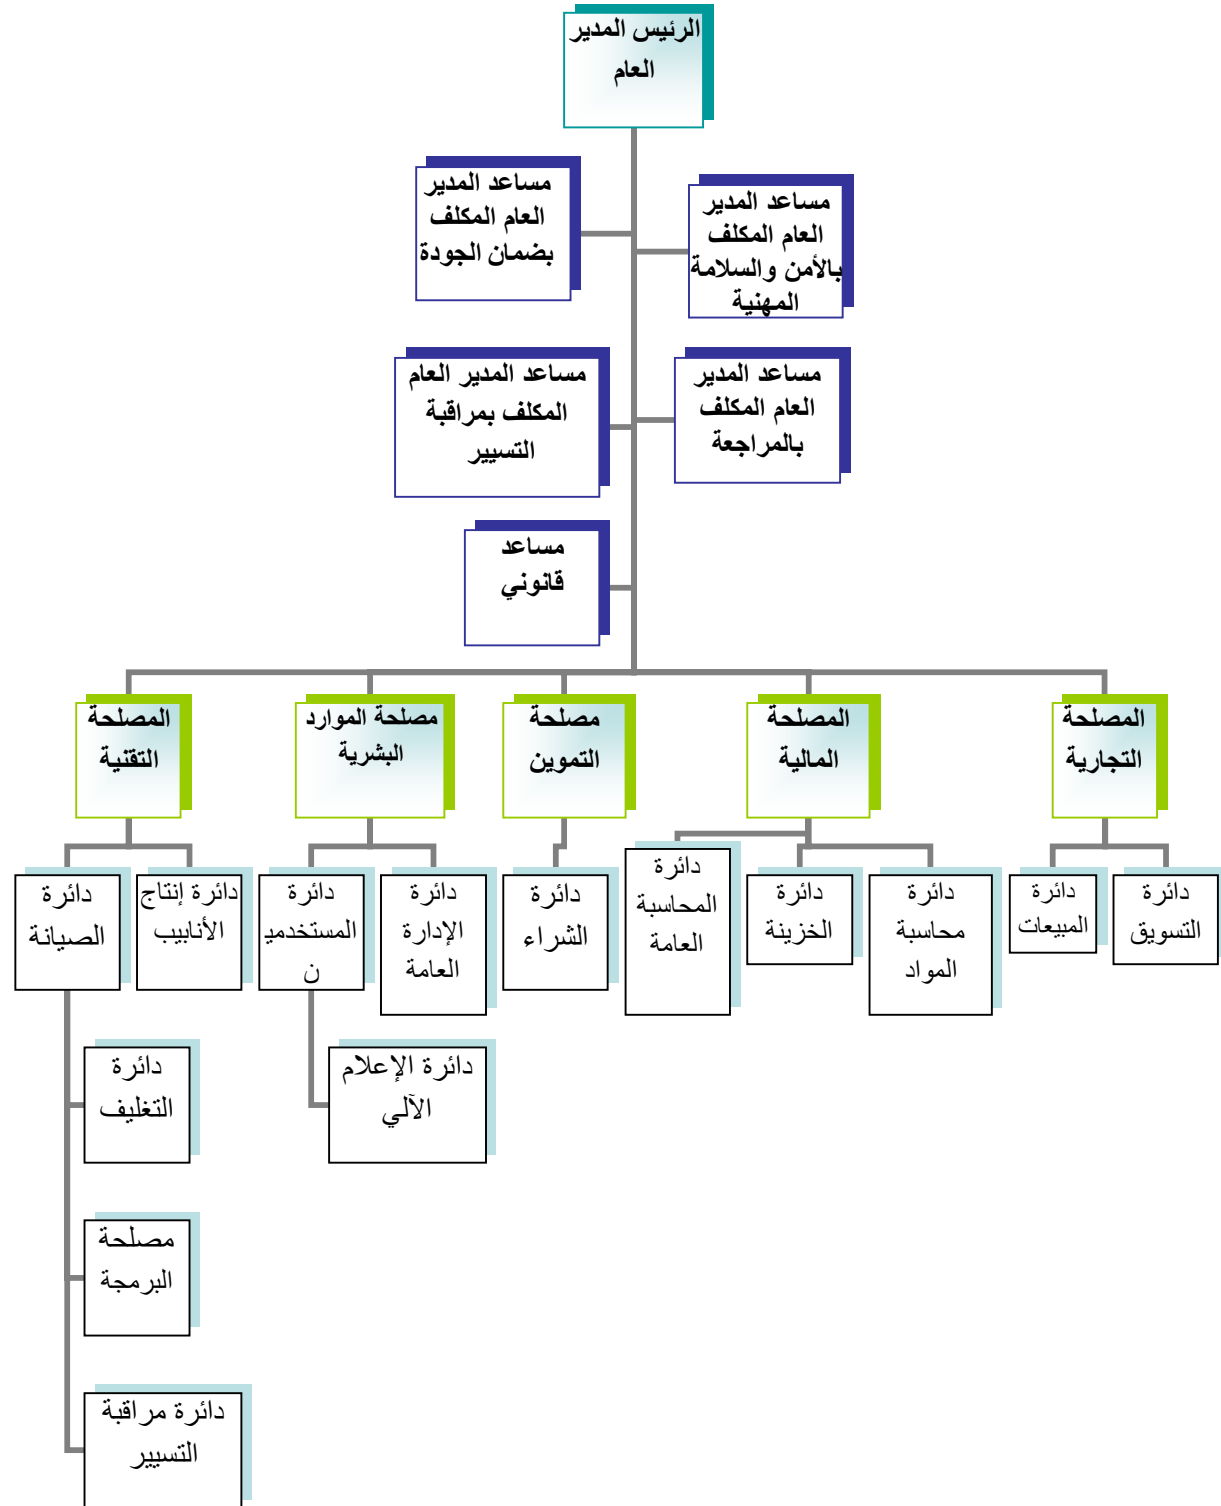 الرئيس المدير
العام
مساعد المدير
العام المكلف
بالأمن والسلامة
المهنية
مساعد المدير
العام المكلف
بضمان الجودة
مساعد المدير
العام المكلف
بالمراجعة
مساعد المدير العام
المكلف بمراقبة
التسيير
مساعد
قانوني
المصلحة
التجارية
المصلحة
المالية
مصلحة
التموين
مصلحة الموارد
البشرية
المصلحة
التقنية
دائرة
التسويق
دائرة
المبيعات
دائرة
محاسبة
المواد
دائرة
الخزينة
دائرة
المحاسبة
العامة
دائرة
الشراء
دائرة
الإدارة
العامة
دائرة
المستخدمي
ن
دائرة إنتاج
الأنابيب
دائرة
الصيانة
دائرة الإعلام
الآلي
دائرة
التغليف
مصلحة
البرمجة
دائرة مراقبة
التسيير